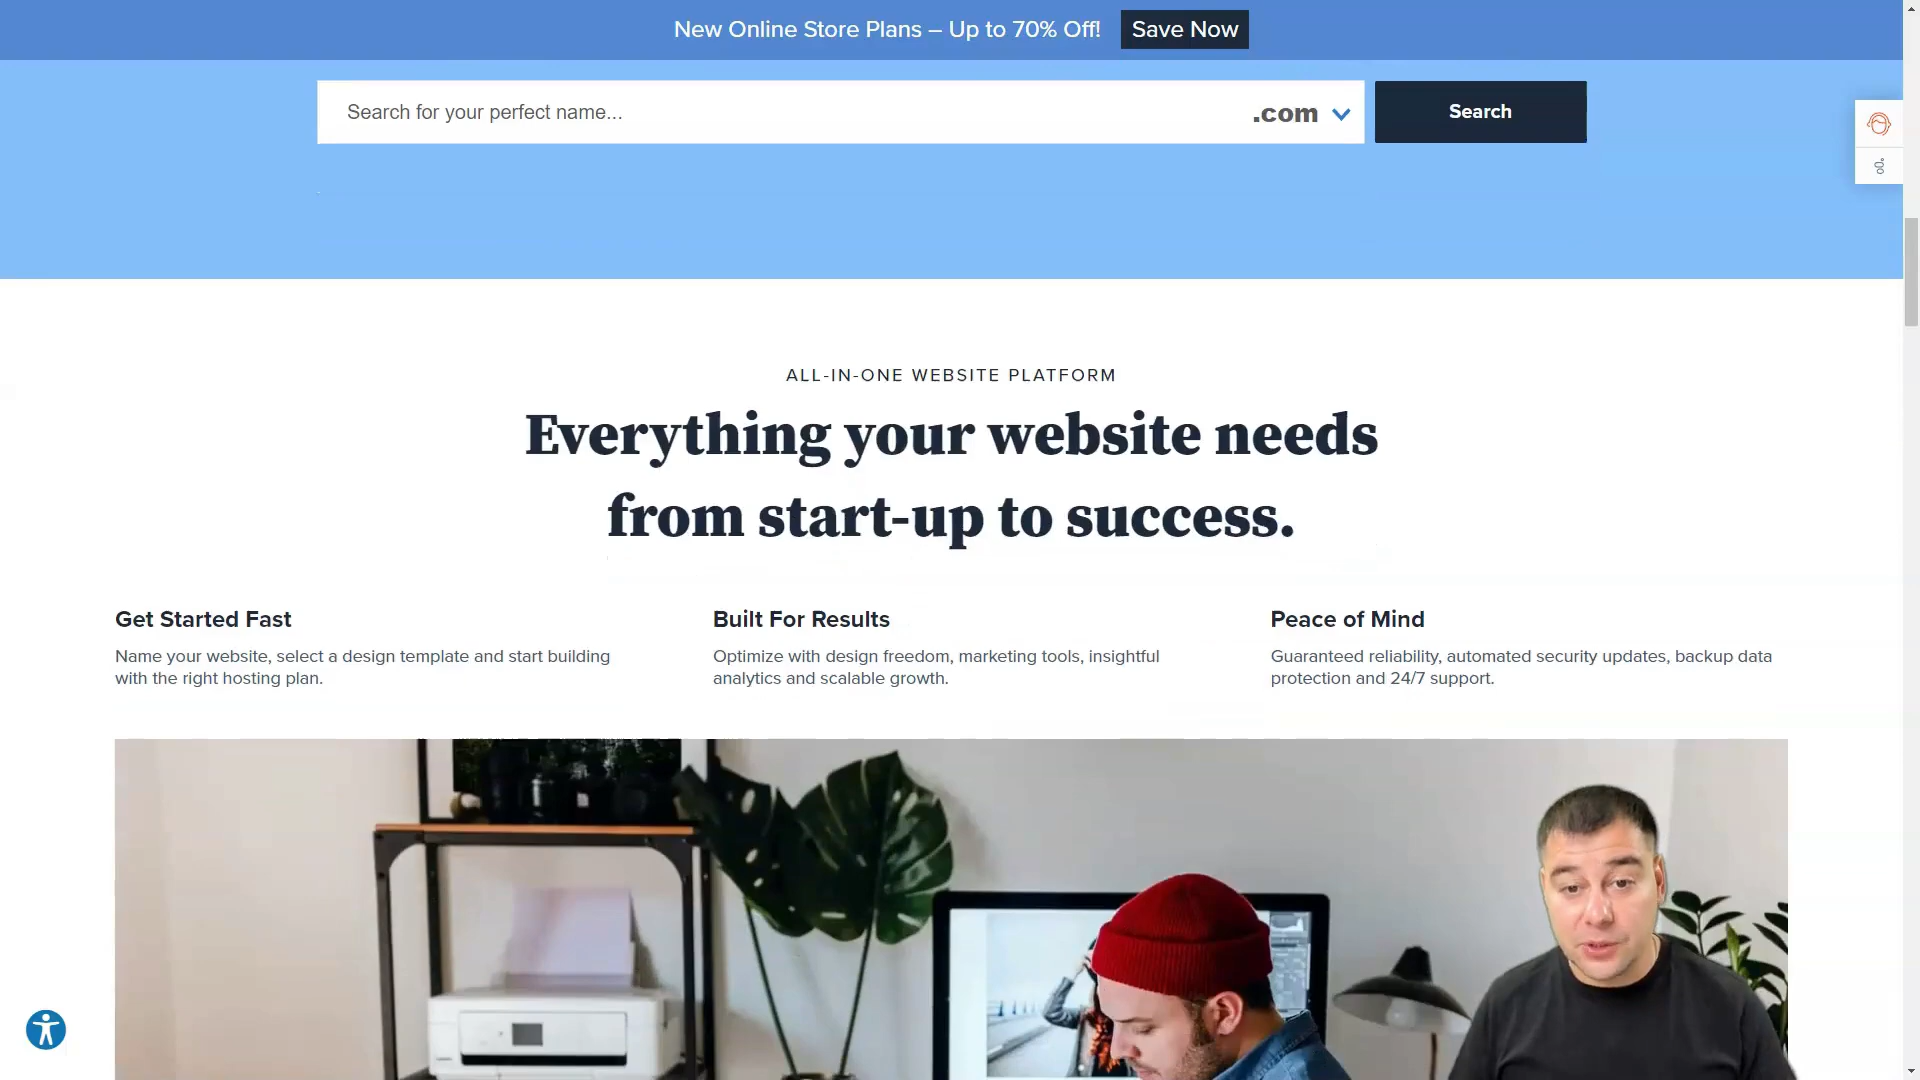 New Online Store Plans – Up to 70% Off! Save Now
Search for your perfect name... .com Search
ALL-IN-ONE WEBSITE PLATFORM
Everything your website needs
from start-up to success.
Get Started Fast
Name your website, select a design template and start building
with the right hosting plan.
Built For Results
Optimize with design freedom, marketing tools, insightful
analytics and scalable growth.
Peace of Mind
Guaranteed reliability, automated security updates, backup data
protection and 24/7 support.